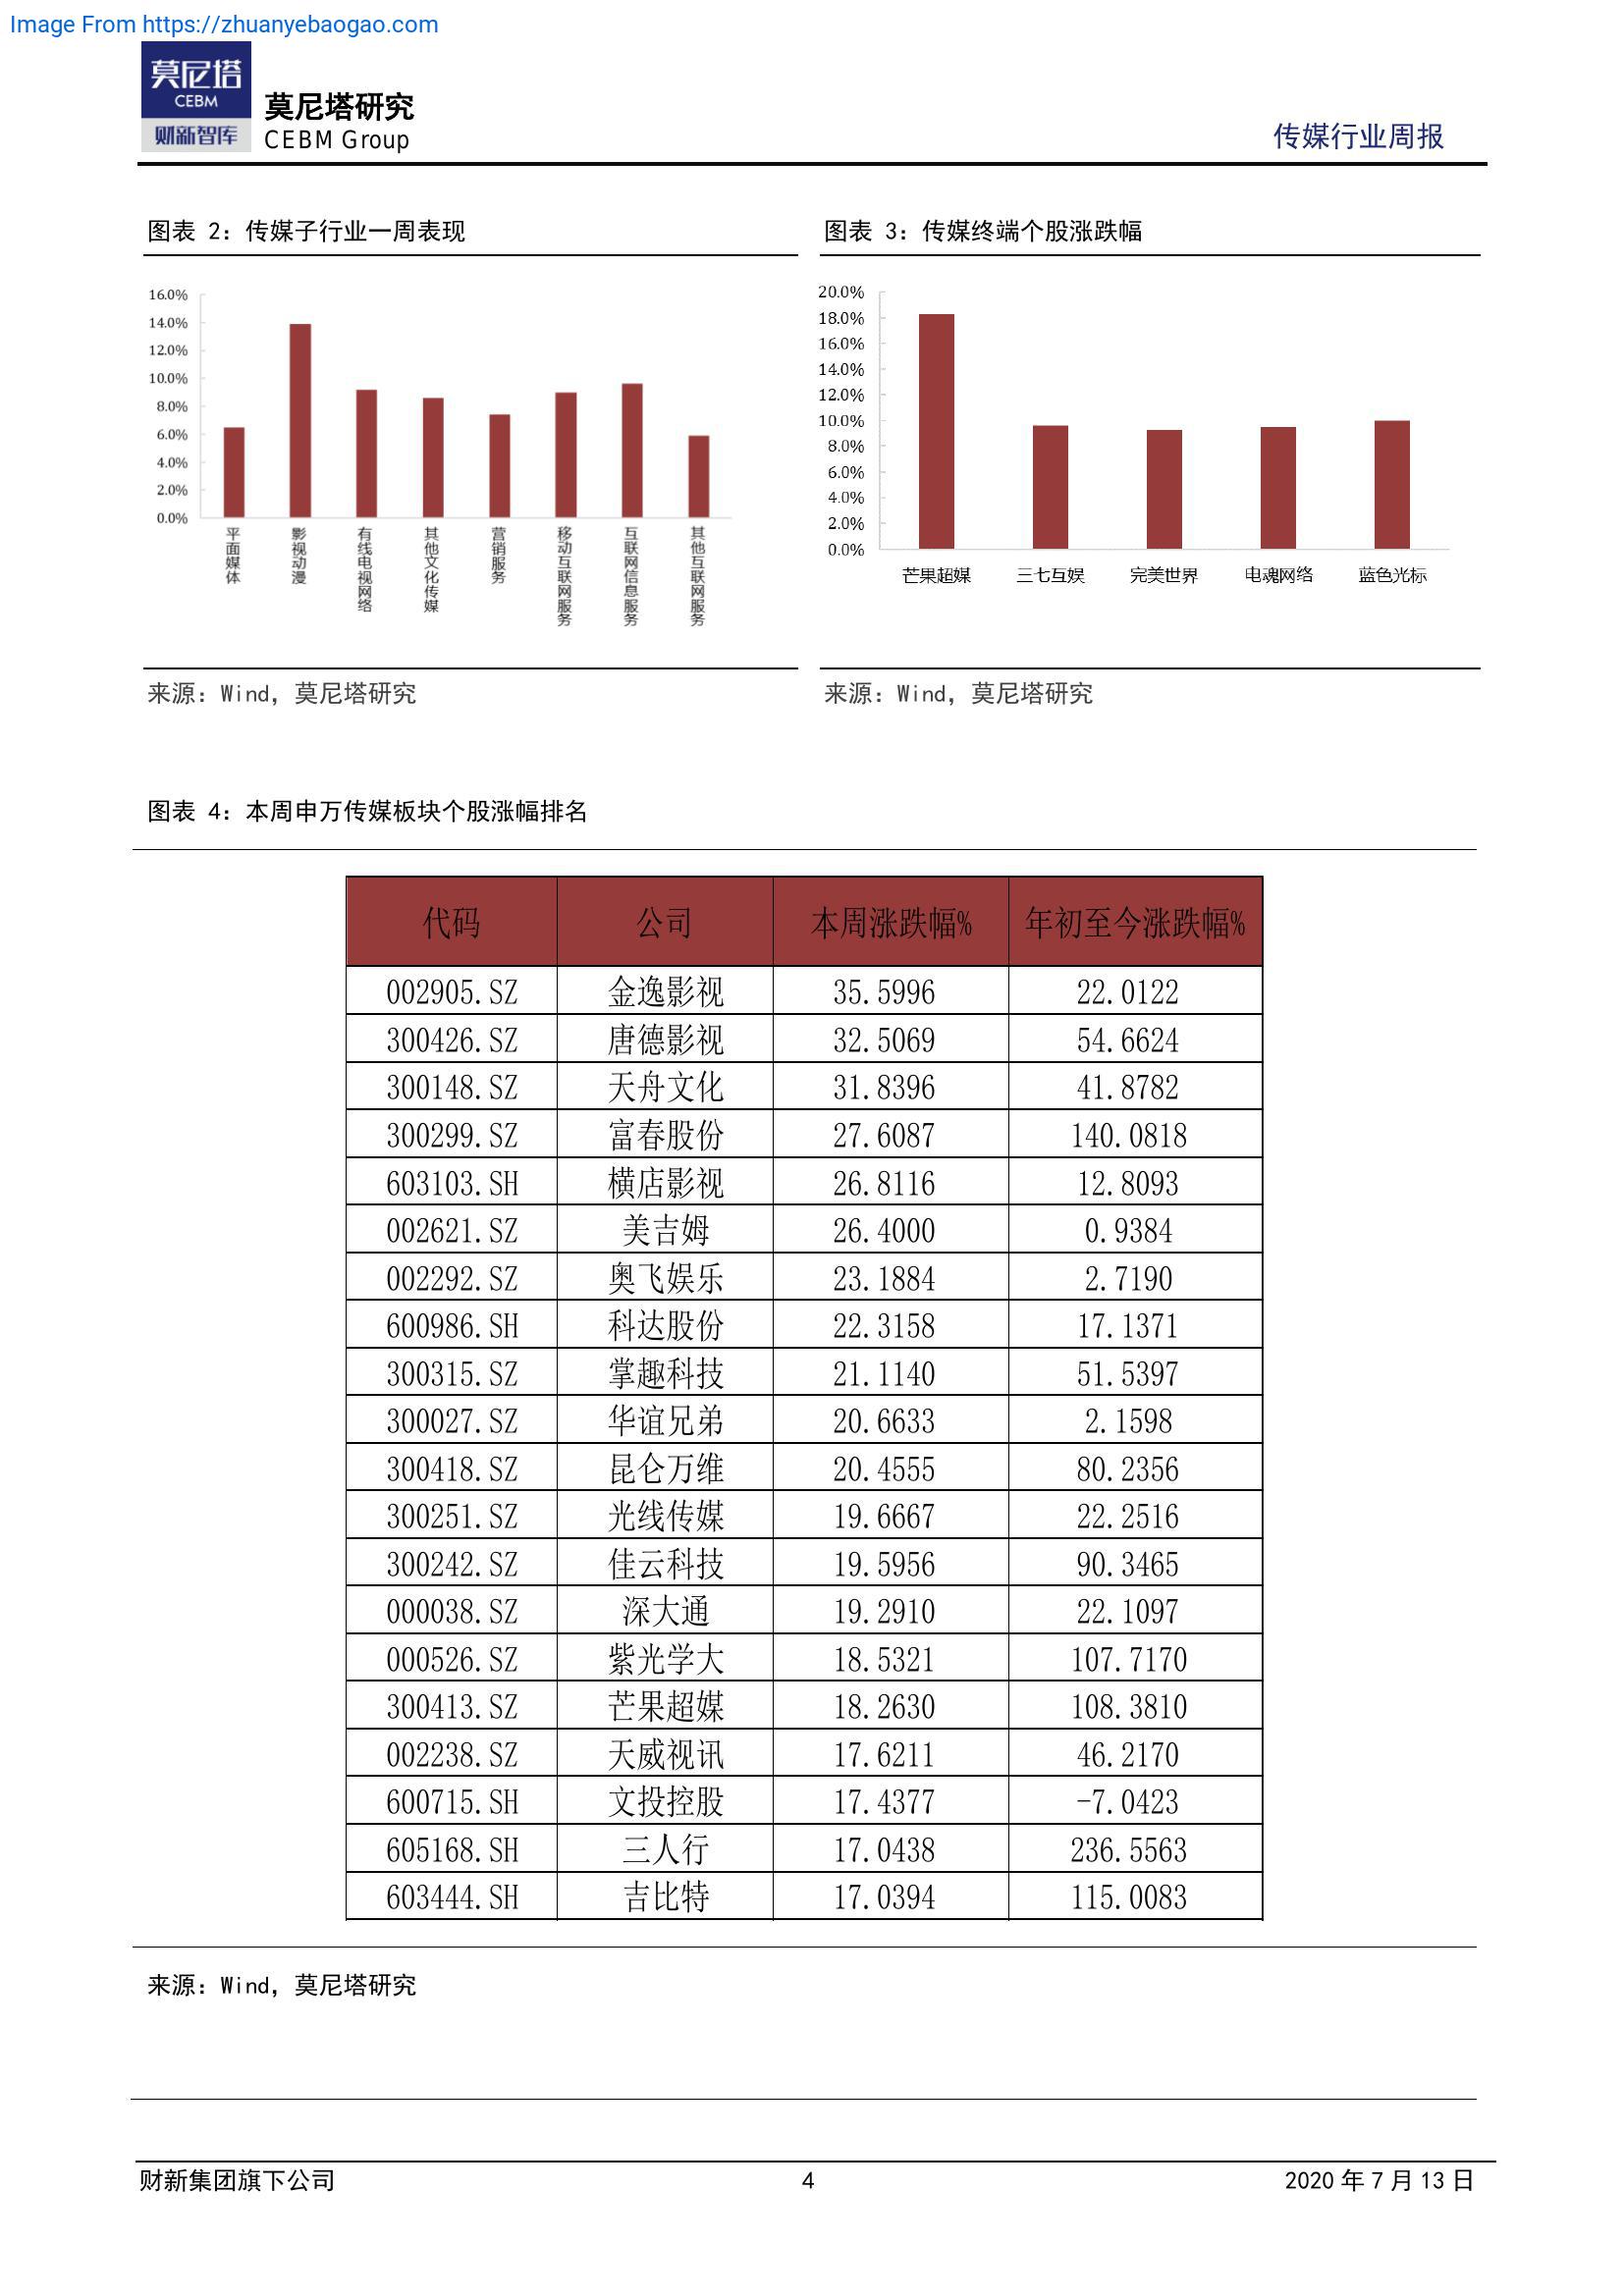 Image From https://zhuanyebaogao.com
莫尼塔
CEBM
财新智库
莫尼塔研究
CEBM Group
传媒行业周报
图表 2：传媒子行业一周表现
16.0%
14.0%
12.0%
10.0%
8.0%
6.0%
4.0%
2.0%
0.0%
平面媒体
影视动漫
有线电视网络
其他文化传媒
营销服务
移动互联网服务
互联网信息服务
其他互联网服务
来源：Wind，莫尼塔研究
图表 3：传媒终端个股涨跌幅
20.0%
18.0%
16.0%
14.0%
12.0%
10.0%
8.0%
6.0%
4.0%
2.0%
0.0%
芒果超媒 三七互娱 完美世界 电魂网络 蓝色光标
来源：Wind，莫尼塔研究
图表 4：本周申万传媒板块个股涨幅排名
代码 公司 本周涨跌幅% 年初至今涨跌幅%
002905.SZ 金逸影视 35.5996 22.0122
300426.SZ 唐德影视 32.5069 54.6624
300148.SZ 天舟文化 31.8396 41.8782
300299.SZ 富春股份 27.6087 140.0818
603103.SH 横店影视 26.8116 12.8093
002621.SZ 美吉姆 26.4000 0.9384
002292.SZ 奥飞娱乐 23.1884 2.7190
600986.SH 科达股份 22.3158 17.1371
300315.SZ 掌趣科技 21.1140 51.5397
300027.SZ 华谊兄弟 20.6633 2.1598
300418.SZ 昆仑万维 20.4555 80.2356
300251.SZ 光线传媒 19.6667 22.2516
300242.SZ 佳云科技 19.5956 90.3465
000038.SZ 深大通 19.2910 22.1097
000526.SZ 紫光学大 18.5321 107.7170
300413.SZ 芒果超媒 18.2630 108.3810
002238.SZ 天威视讯 17.6211 46.2170
600715.SH 文投控股 17.4377 -7.0423
605168.SH 三人行 17.0438 236.5563
603444.SH 吉比特 17.0394 115.0083
来源：Wind，莫尼塔研究
财新集团旗下公司 4 2020 年 7 月 13 日